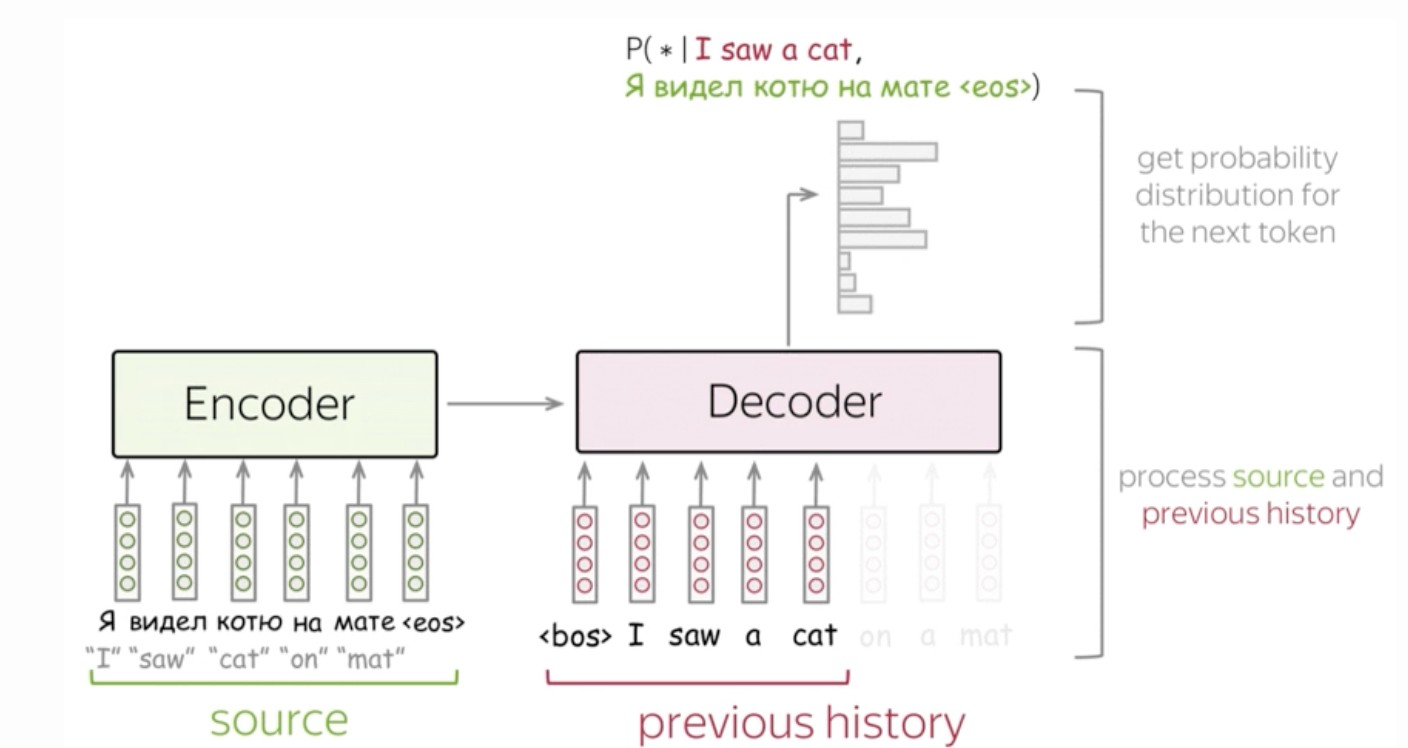 P( * | I saw a cat,
Я видел котю на мате <eos>)
get probability
distribution for
the next token
Encoder
Decoder
process source and
previous history
Я видел котю на мате <eos>
"I" "saw" "cat" "on" "mat"
<bos> I saw a cat on a mat
source
previous history